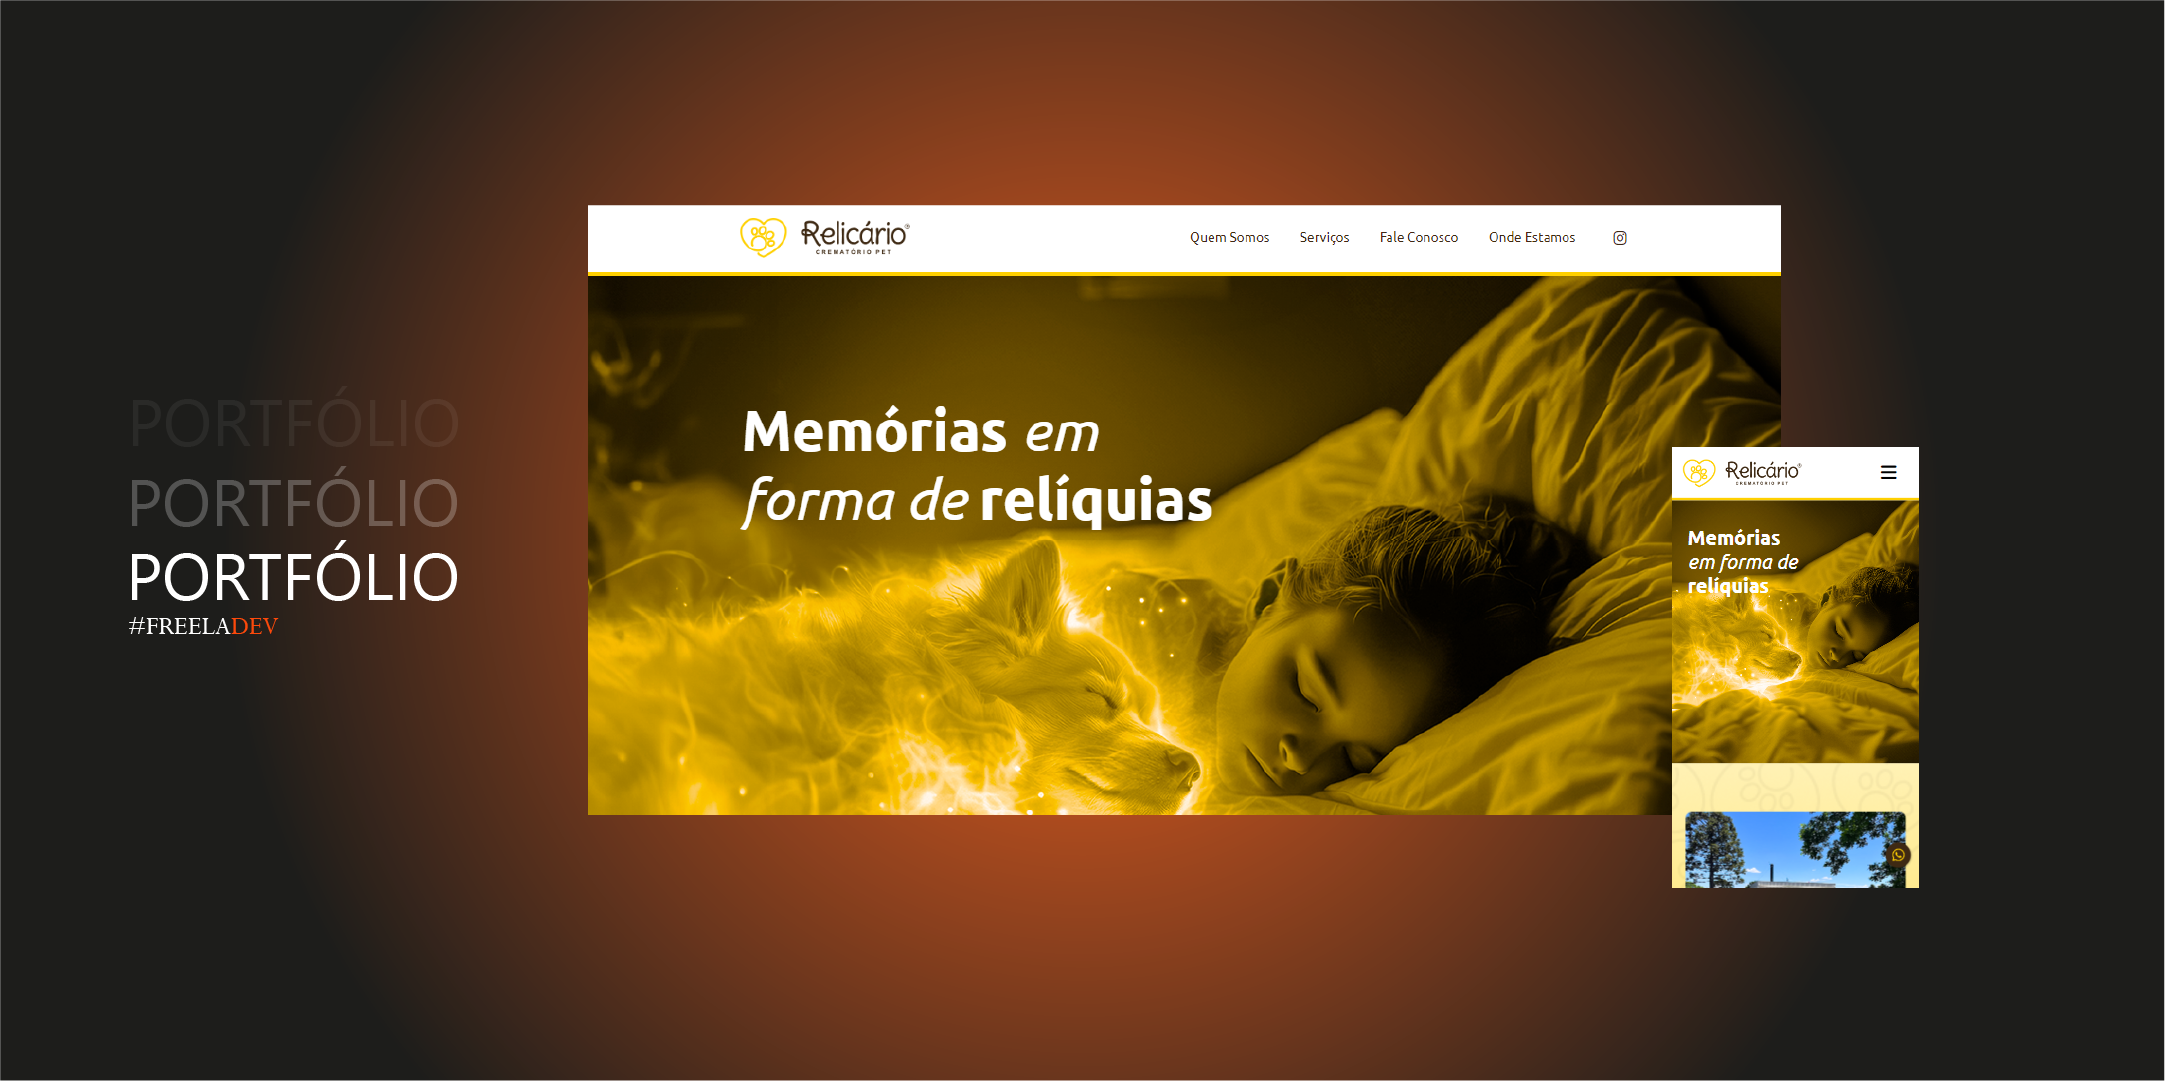 PORTFÓLIO
PORTFÓLIO
PORTFÓLIO
#FREELADEV
Relicário®
CREMATÓRIO PET
Quem Somos
Serviços
Fale Conosco
Onde Estamos
Memórias em
forma de relíquias
Relicário®
CREMATÓRIO PET
Memórias
em forma de
relíquias